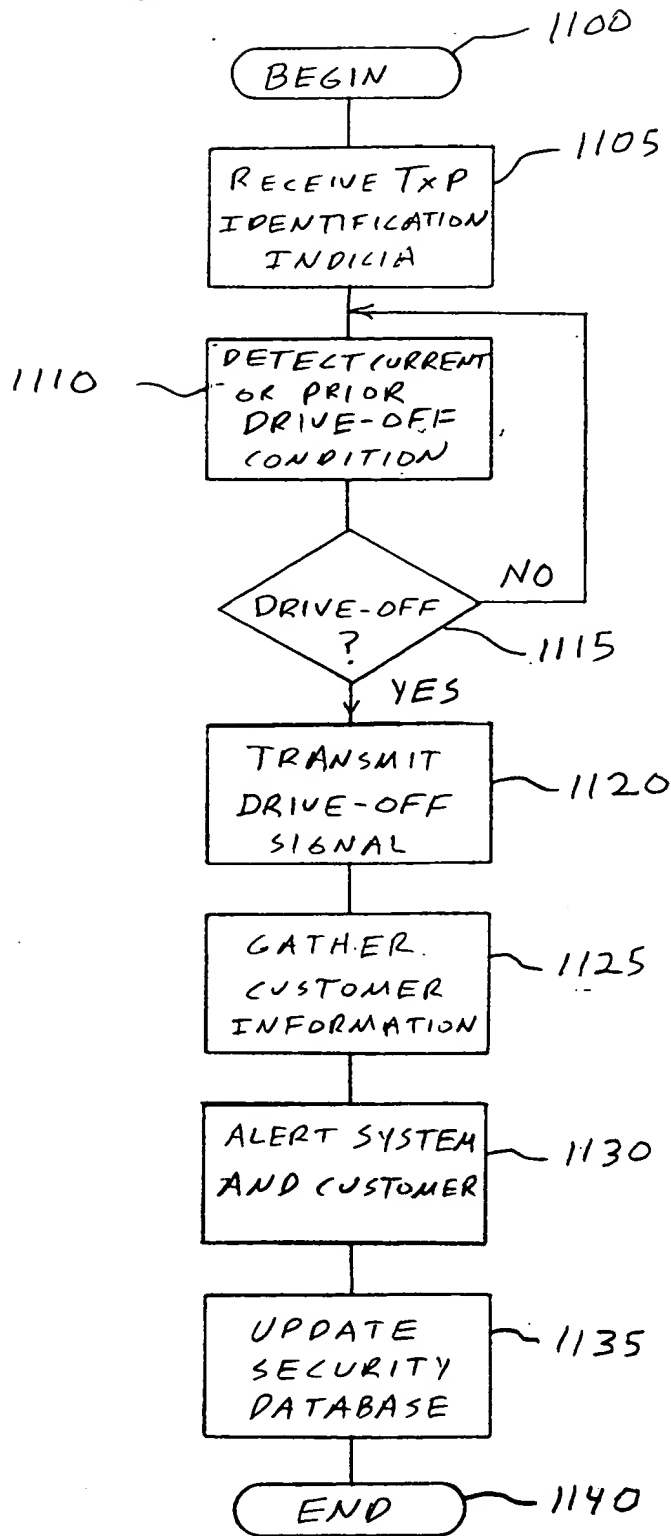 1100
BEGIN
1105
RECEIVE TXP
IDENTIFICATION
INDICIA
1110
DETECT CURRENT
OR PRIOR
DRIVE-OFF
CONDITION
NO
DRIVE-OFF
?
1115
YES
TRANSMIT
DRIVE-OFF
SIGNAL
1120
GATHER
CUSTOMER
INFORMATION
1125
ALERT SYSTEM
AND CUSTOMER
1130
UPDATE
SECURITY
DATABASE
1135
END
1140